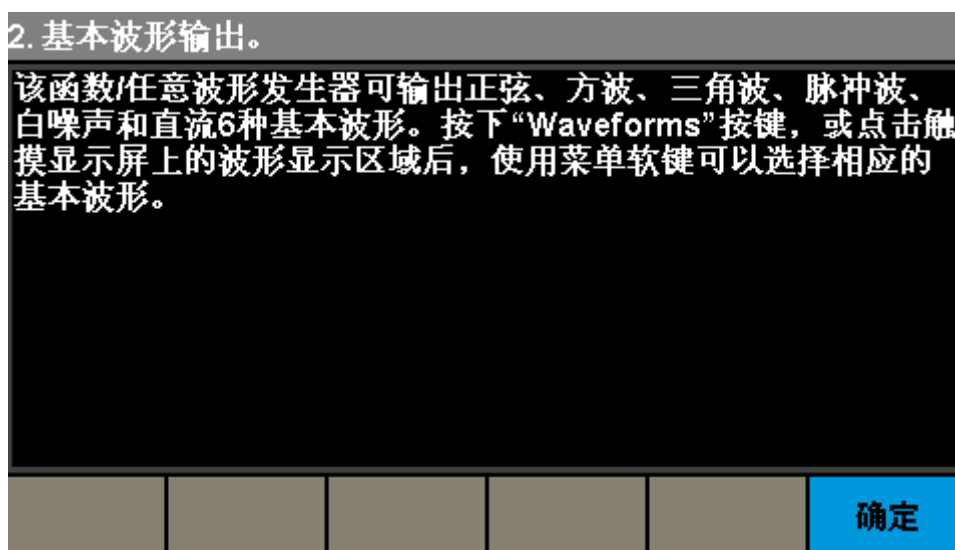 2. 基本波形输出。
该函数/任意波形发生器可输出正弦、方波、三角波、脉冲波、
白噪声和直流6种基本波形。按下“Waveforms”按键，或点击触
摸显示屏上的波形显示区域后，使用菜单软键可以选择相应的
基本波形。
确定